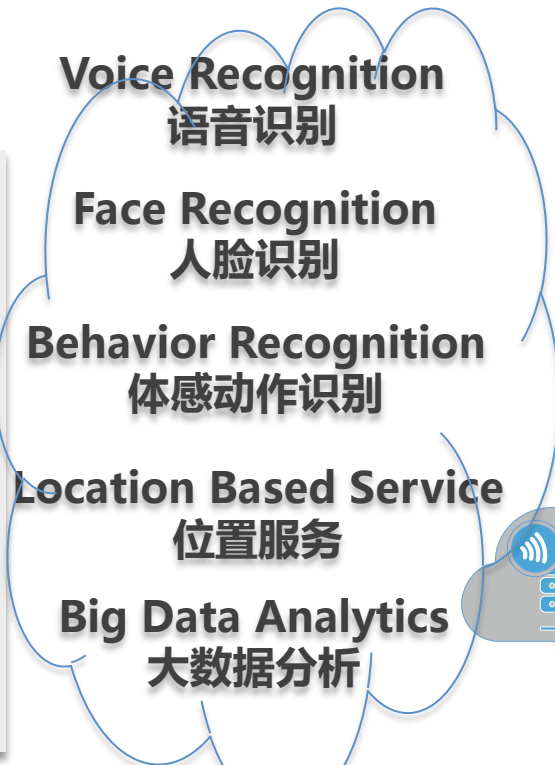 Voice Recognition
语音识别
Face Recognition
人脸识别
Behavior Recognition
体感动作识别
Location Based Service
位置服务
Big Data Analytics
大数据分析